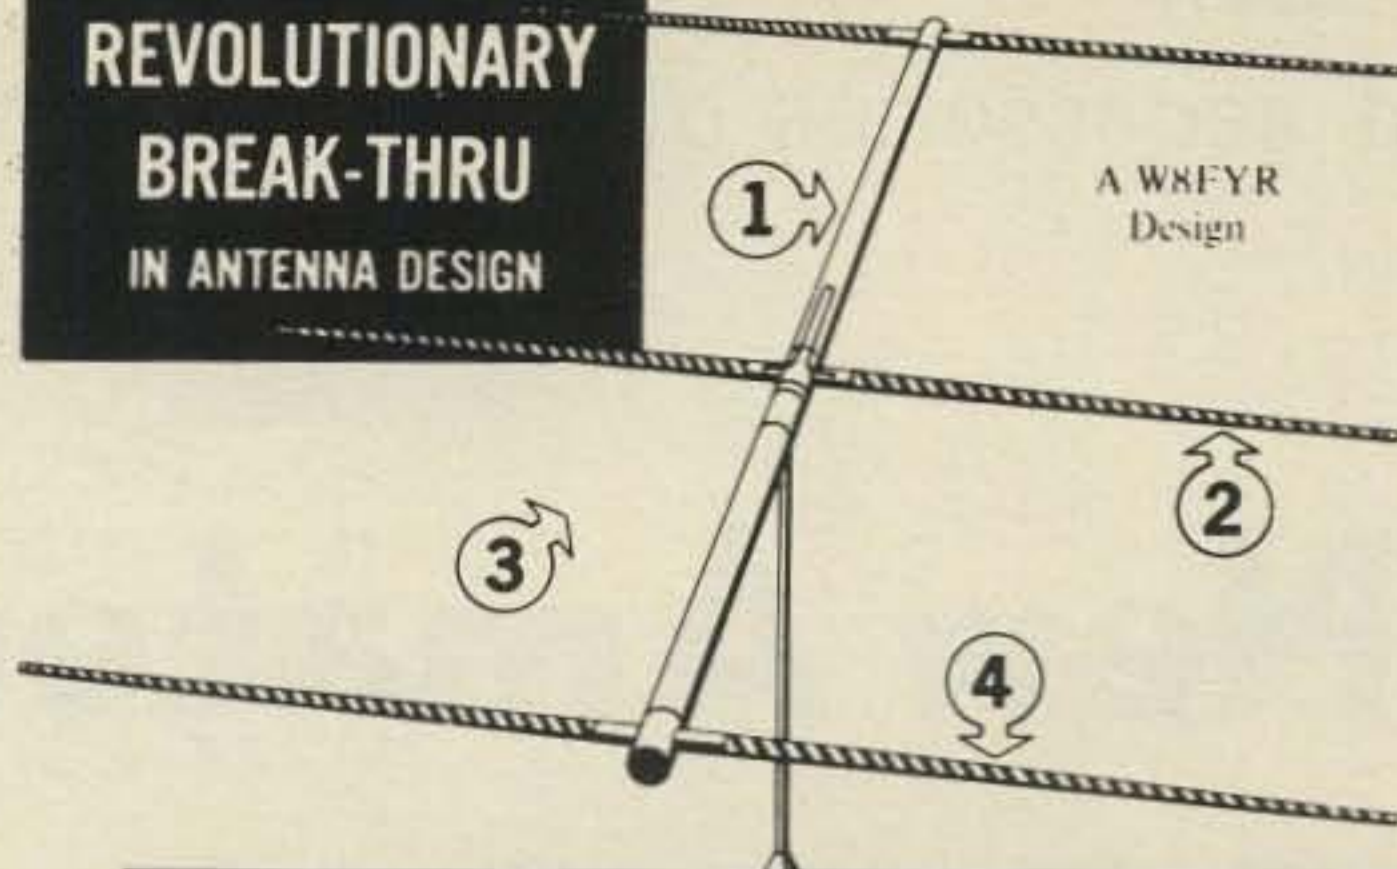 REVOLUTIONARY
BREAK-THRU
IN ANTENNA DESIGN
A W8FYR
Design
1
2
3
4